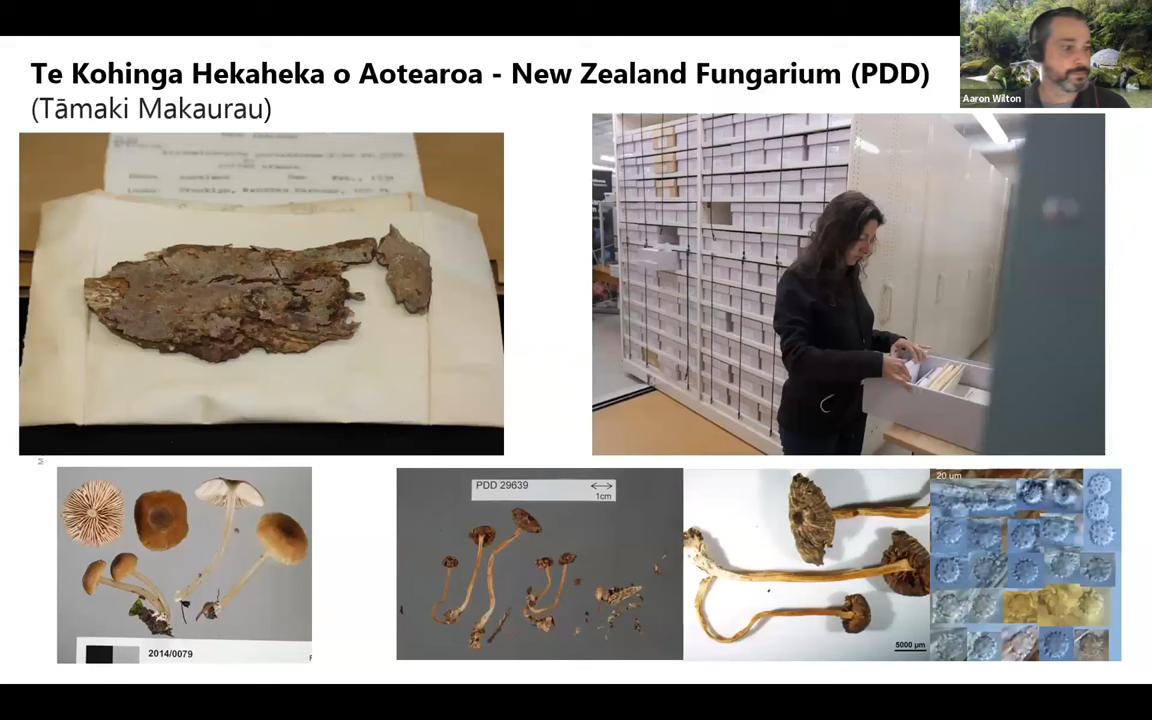 Te Kohinga Hekaheka o Aotearoa - New Zealand Fungarium (PDD)
(Tāmaki Makaurau)
Aaron Wilton
M
PDD 29639
1cm
20 um
5000 µm
2014/0079